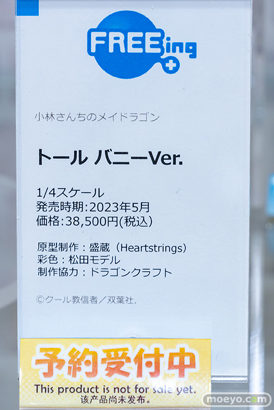 FREEing
小林さんちのメイドラゴン
トール バニーVer.
1/4スケール
発売時期:2023年5月
価格:38,500円(税込)
原型制作：盛蔵（Heartstrings）
彩色：松田モデル
制作協力：ドラゴンクラフト
©クール教信者／双葉社.
予約受付中
This product is not for sale yet.
该产品尚未发布。
moeyo.com